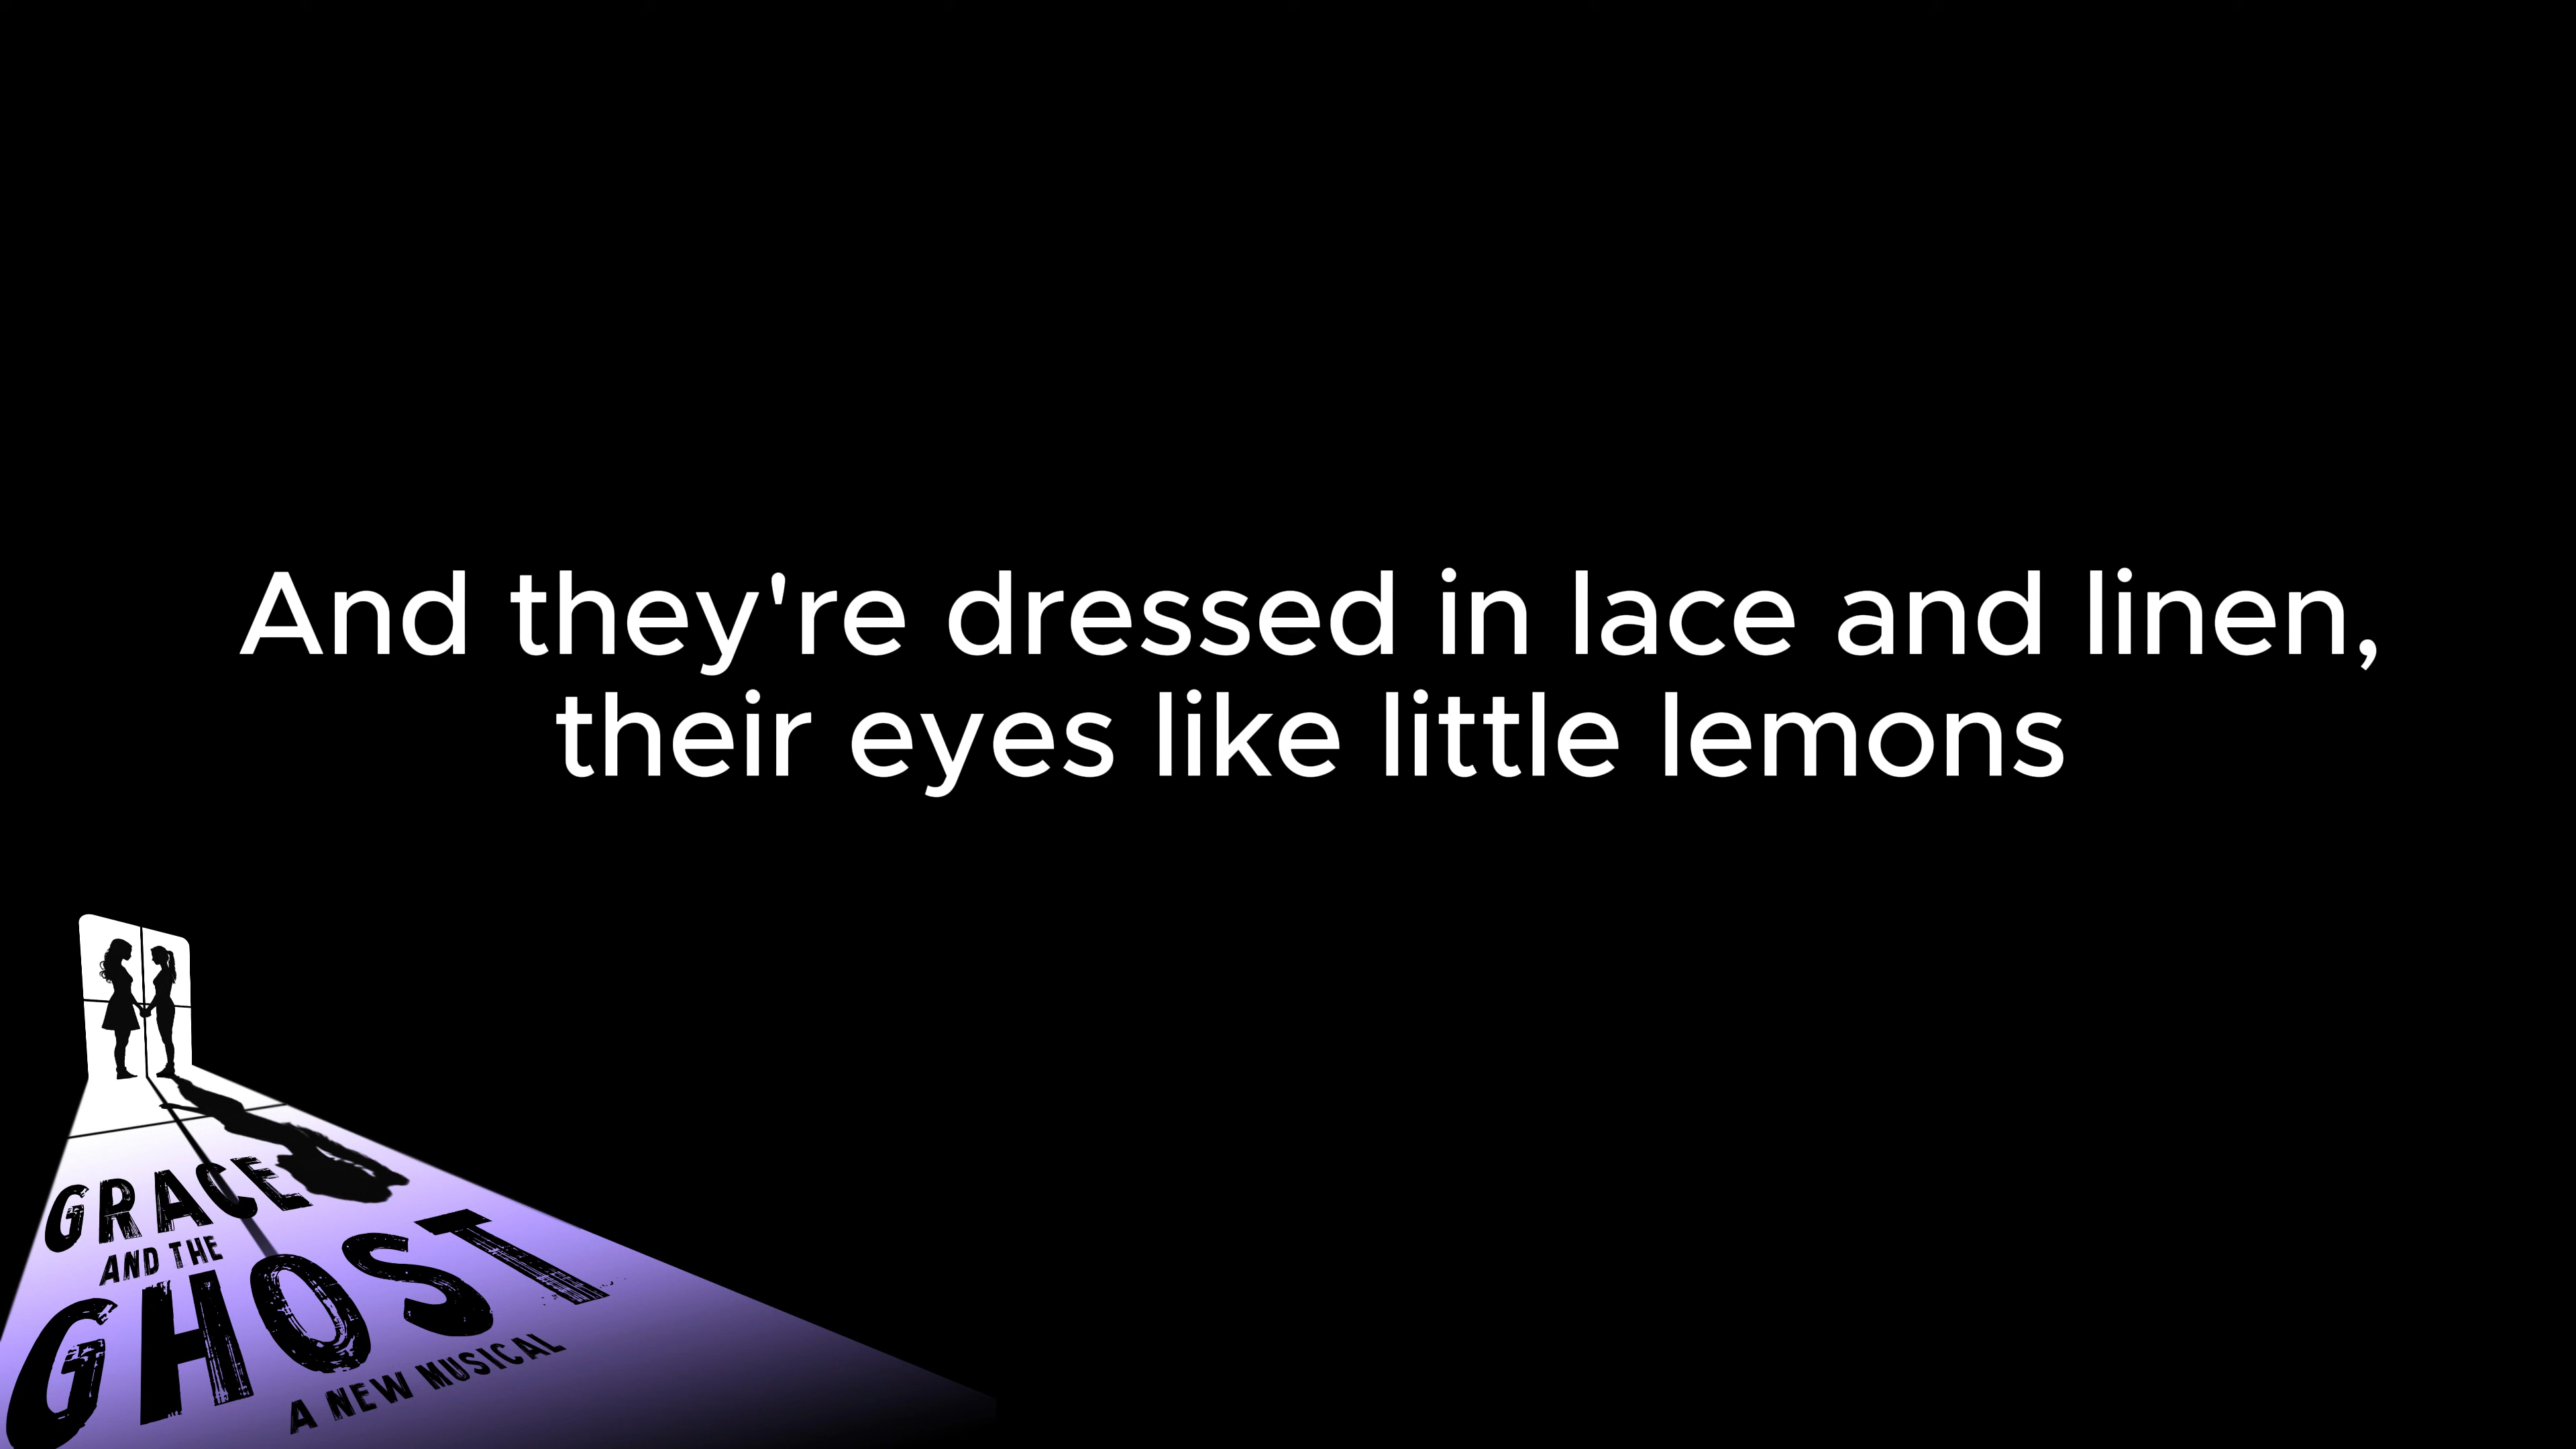 And they're dressed in lace and linen,
their eyes like little lemons
GRACE
AND THE
GHOST
A NEW MUSICAL